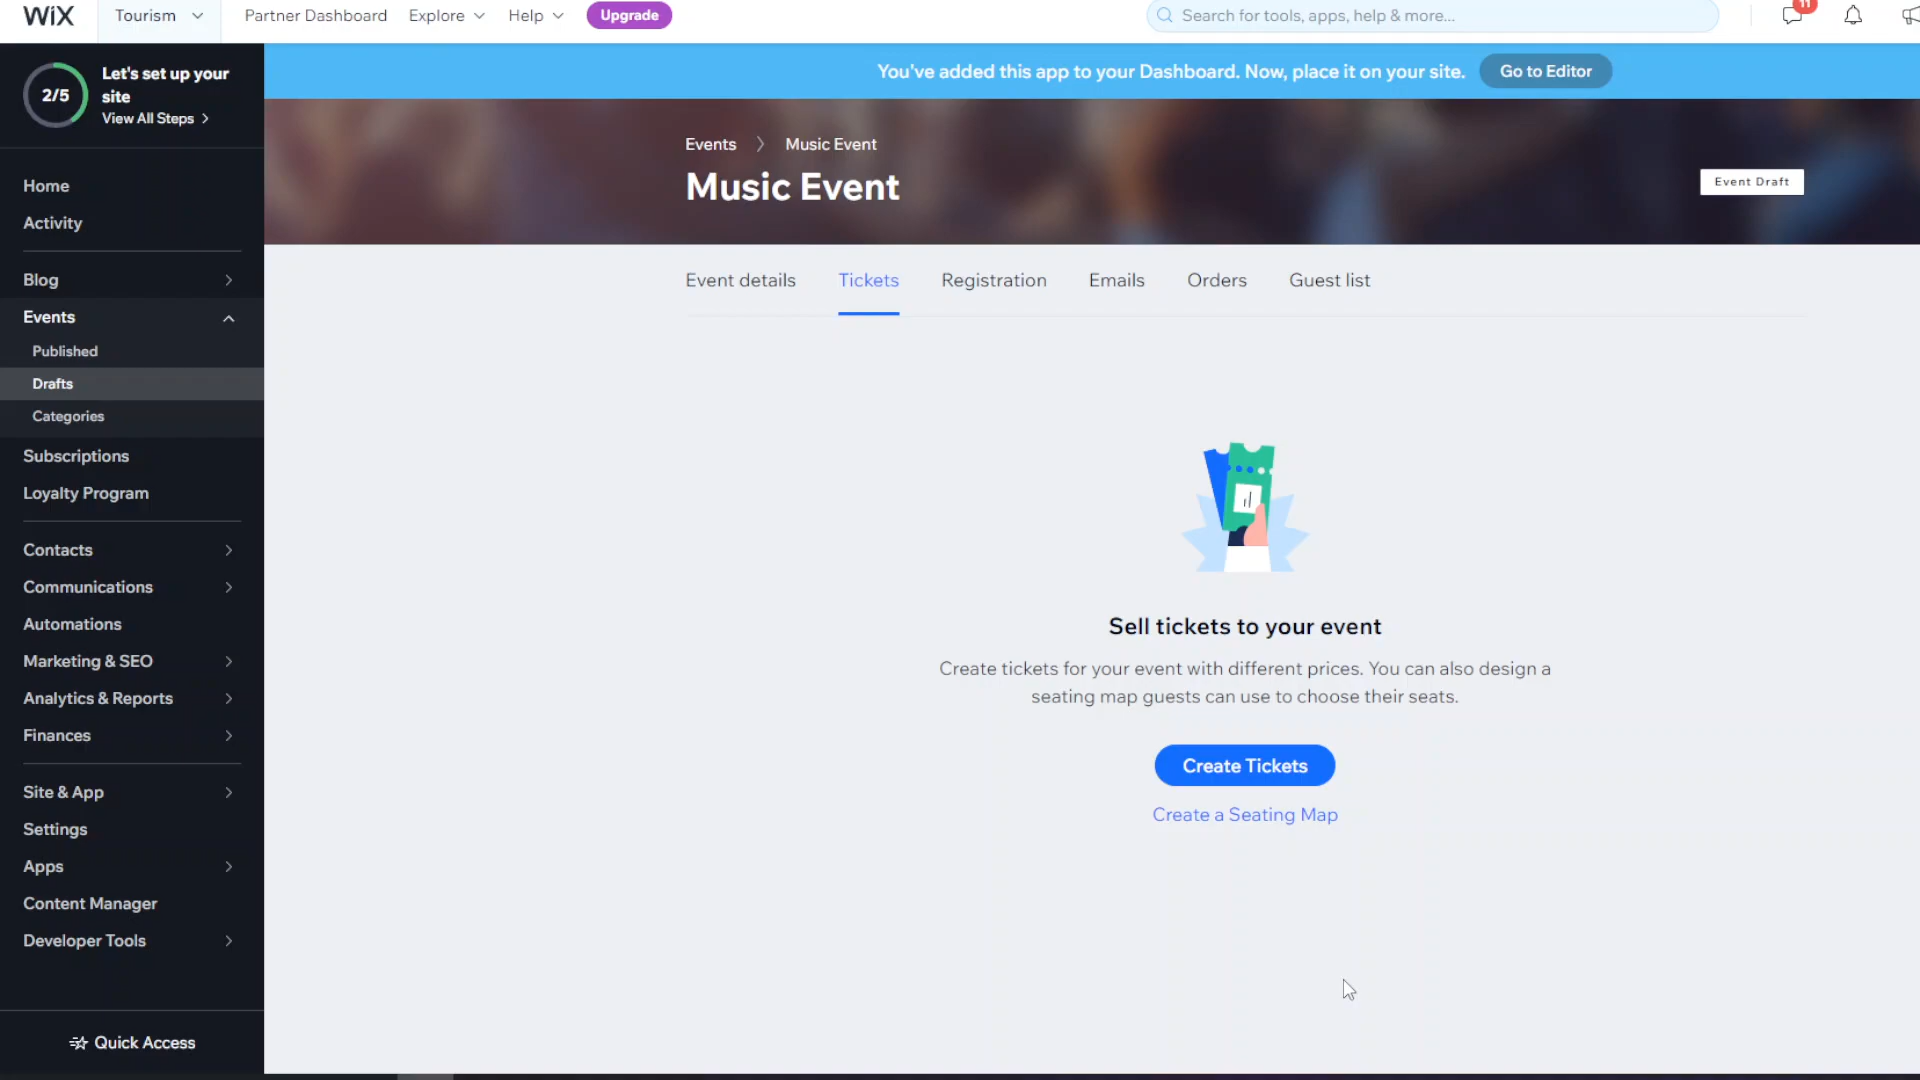 WiX
Tourism
Partner Dashboard
Explore
Help
Upgrade
Search for tools, apps, help & more...
11
2/5
Let's set up your
site
View All Steps
You've added this app to your Dashboard. Now, place it on your site.
Go to Editor
Home
Activity
Blog
Events
Published
Drafts
Categories
Subscriptions
Loyalty Program
Contacts
Communications
Automations
Marketing & SEO
Analytics & Reports
Finances
Site & App
Settings
Apps
Content Manager
Developer Tools
Quick Access
Events
Music Event
Music Event
Event Draft
Event details
Tickets
Registration
Emails
Orders
Guest list
Sell tickets to your event
Create tickets for your event with different prices. You can also design a
seating map guests can use to choose their seats.
Create Tickets
Create a Seating Map